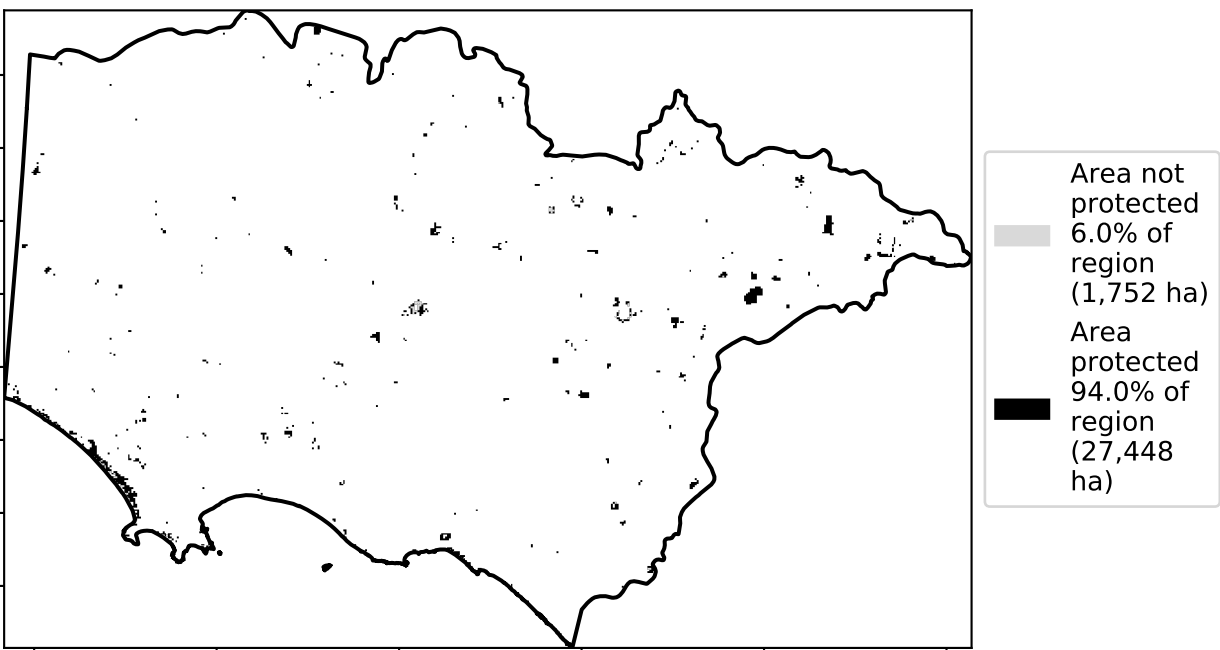 Area not
protected
6.0% of
region
(1,752 ha)
Area
protected
94.0% of
region
(27,448
ha)